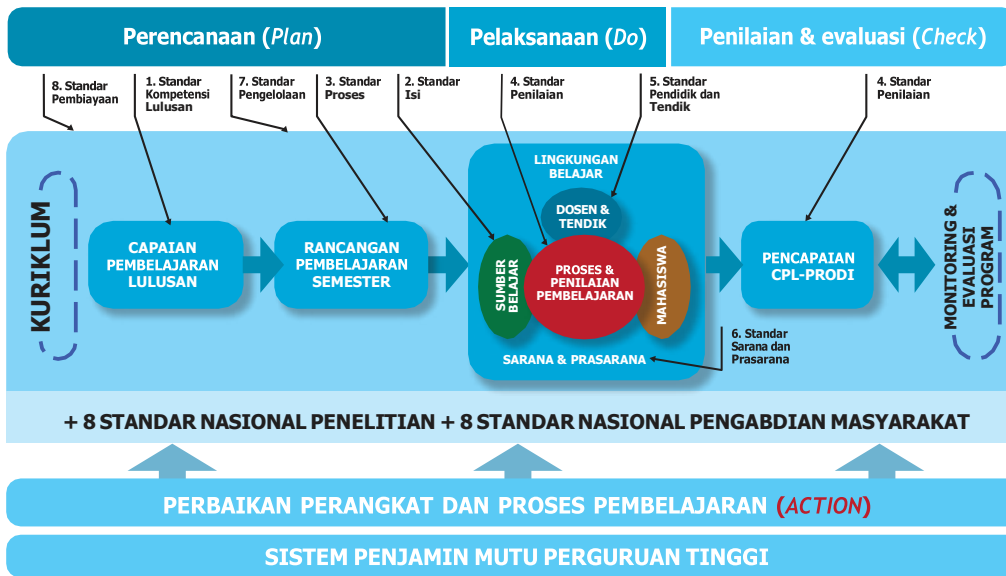 Perencanaan (Plan)
Pelaksanaan (Do)
Penilaian & evaluasi (Check)
8. Standar
Pembiayaan
1. Standar
Kompetensi
Lulusan
7. Standar
Pengelolaan
3. Standar
Proses
2. Standar
Isi
4. Standar
Penilaian
5. Standar
Pendidik dan
Tendik
4. Standar
Penilaian
KURIKLUM
CAPAIAN
PEMBELAJARAN
LULUSAN
RANCANGAN
PEMBELAJARAN
SEMESTER
LINGKUNGAN
BELAJAR
DOSEN &
TENDIK
SUMBER
BELAJAR
PROSES &
PENILAIAN
PEMBELAJARAN
MAHASISWA
SARANA & PRASARANA
6. Standar
Sarana dan
Prasarana
PENCAPAIAN
CPL-PRODI
MONITORING &
EVALUASI
PROGRAM
+ 8 STANDAR NASIONAL PENELITIAN + 8 STANDAR NASIONAL PENGABDIAN MASYARAKAT
PERBAIKAN PERANGKAT DAN PROSES PEMBELAJARAN (ACTION)
SISTEM PENJAMIN MUTU PERGURUAN TINGGI